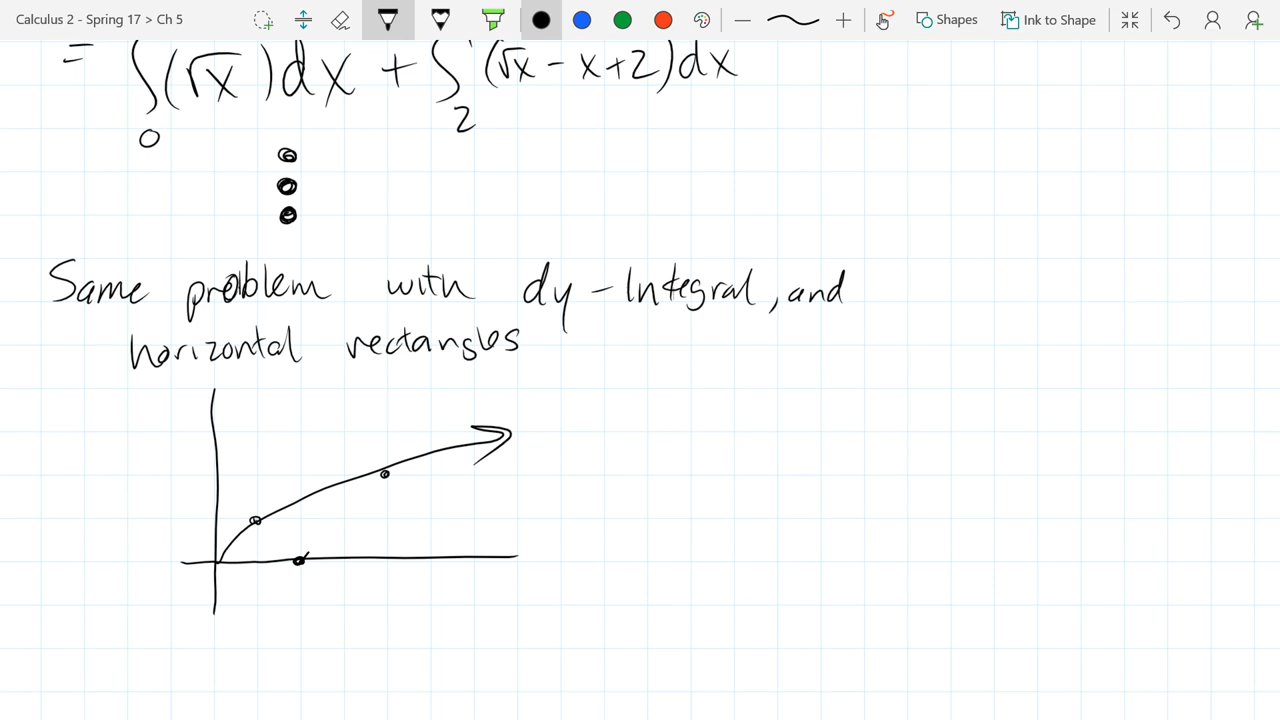 Calculus 2 - Spring 17 > Ch 5
Shapes
Ink to Shape
= ∫(√x)dx + ∫(√x - x+2)dx
0 2
Same problem with dy - Integral, and
horizontal rectangles